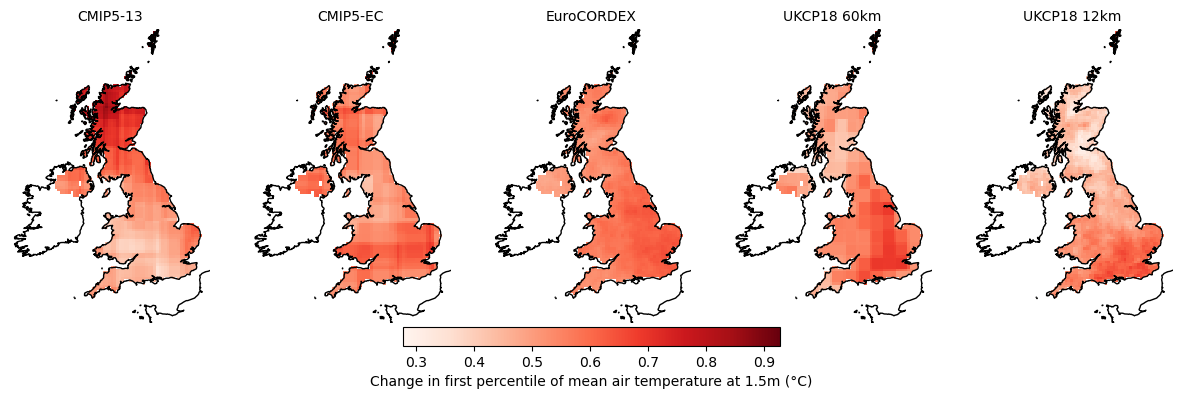 CMIP5-13 CMIP5-EC EuroCORDEX UKCP18 60km UKCP18 12km
0.3 0.4 0.5 0.6 0.7 0.8 0.9
Change in first percentile of mean air temperature at 1.5m (°C)